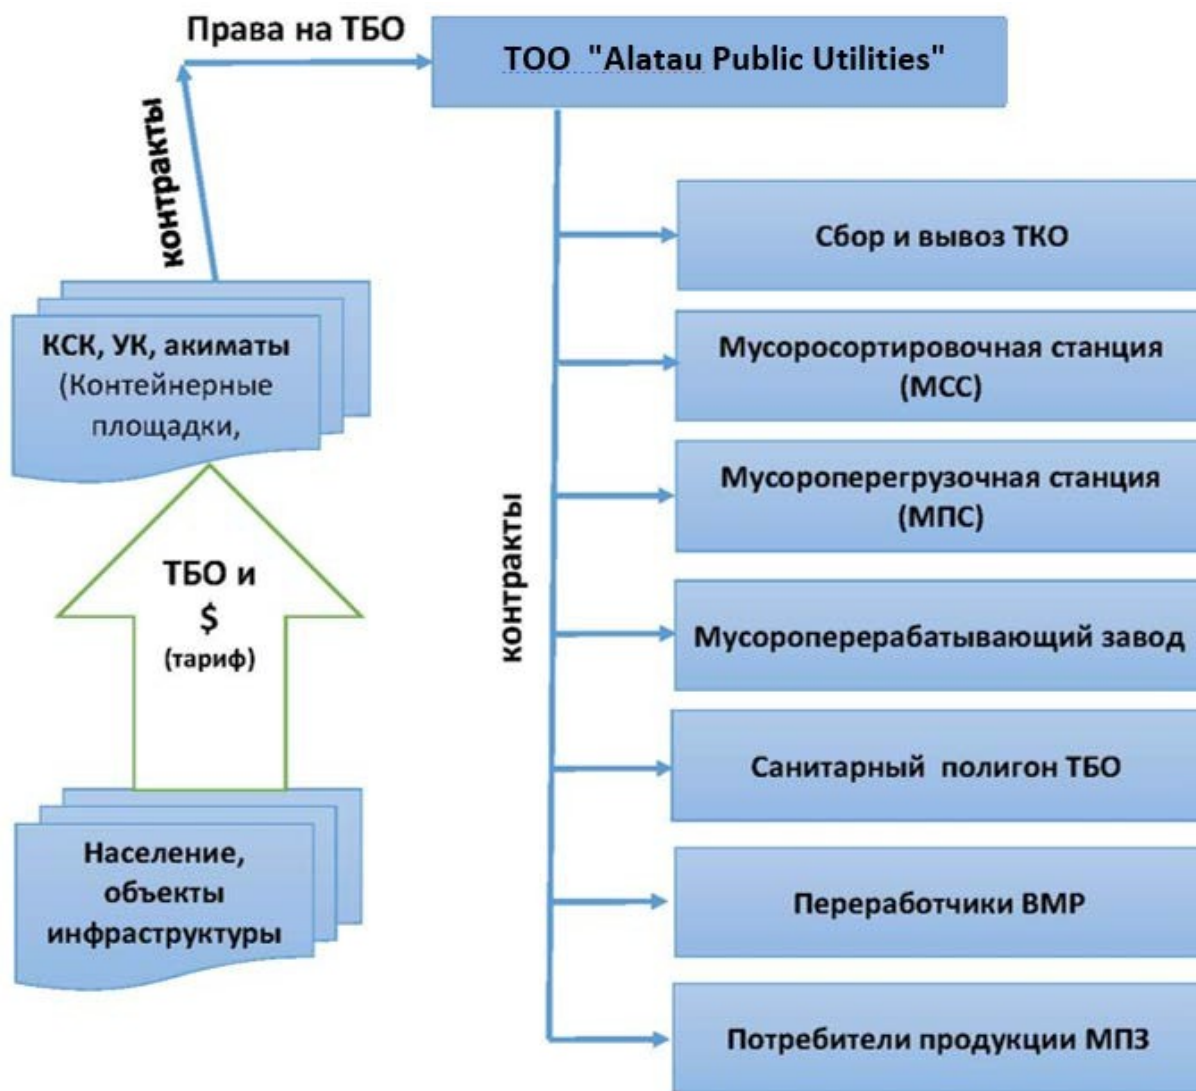 Права на ТБО
ТОО "Alatau Public Utilities"
контракты
КСК, УК, акиматы
(Контейнерные
площадки,
ТБО и
$
(тариф)
Население,
объекты
инфраструктуры
контракты
Сбор и вывоз ТКО
Мусоросортировочная станция
(МСС)
Мусороперегрузочная станция
(МПС)
Мусороперерабатывающий завод
Санитарный полигон ТБО
Переработчики ВМР
Потребители продукции МПЗ